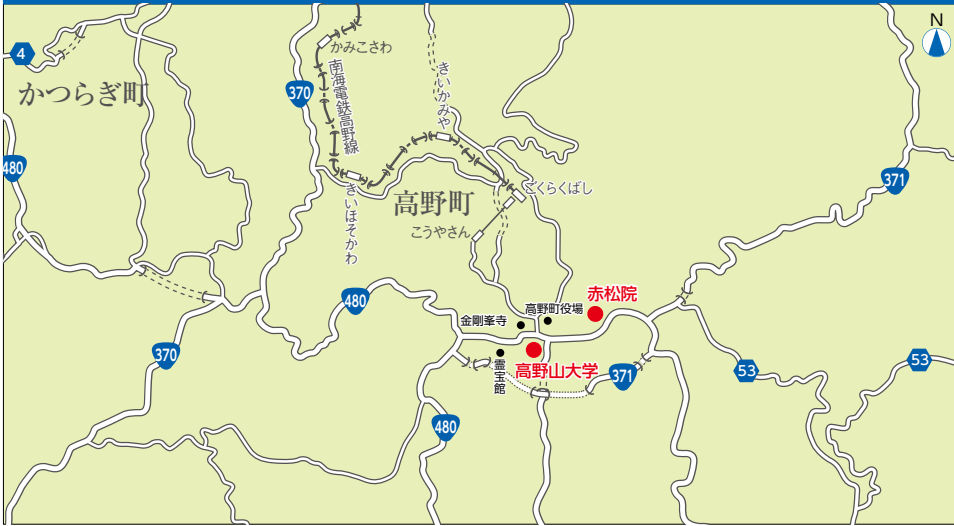 N
4
かみこさわ
かつらぎ町
370
南海電鉄高野線
きいかみや
480
371
ごくらくばし
高野町
きいほそかわ
こうやさん
赤松院
480
高野町役場
金剛峯寺
370
霊宝館
高野山大学
371
53
53
480